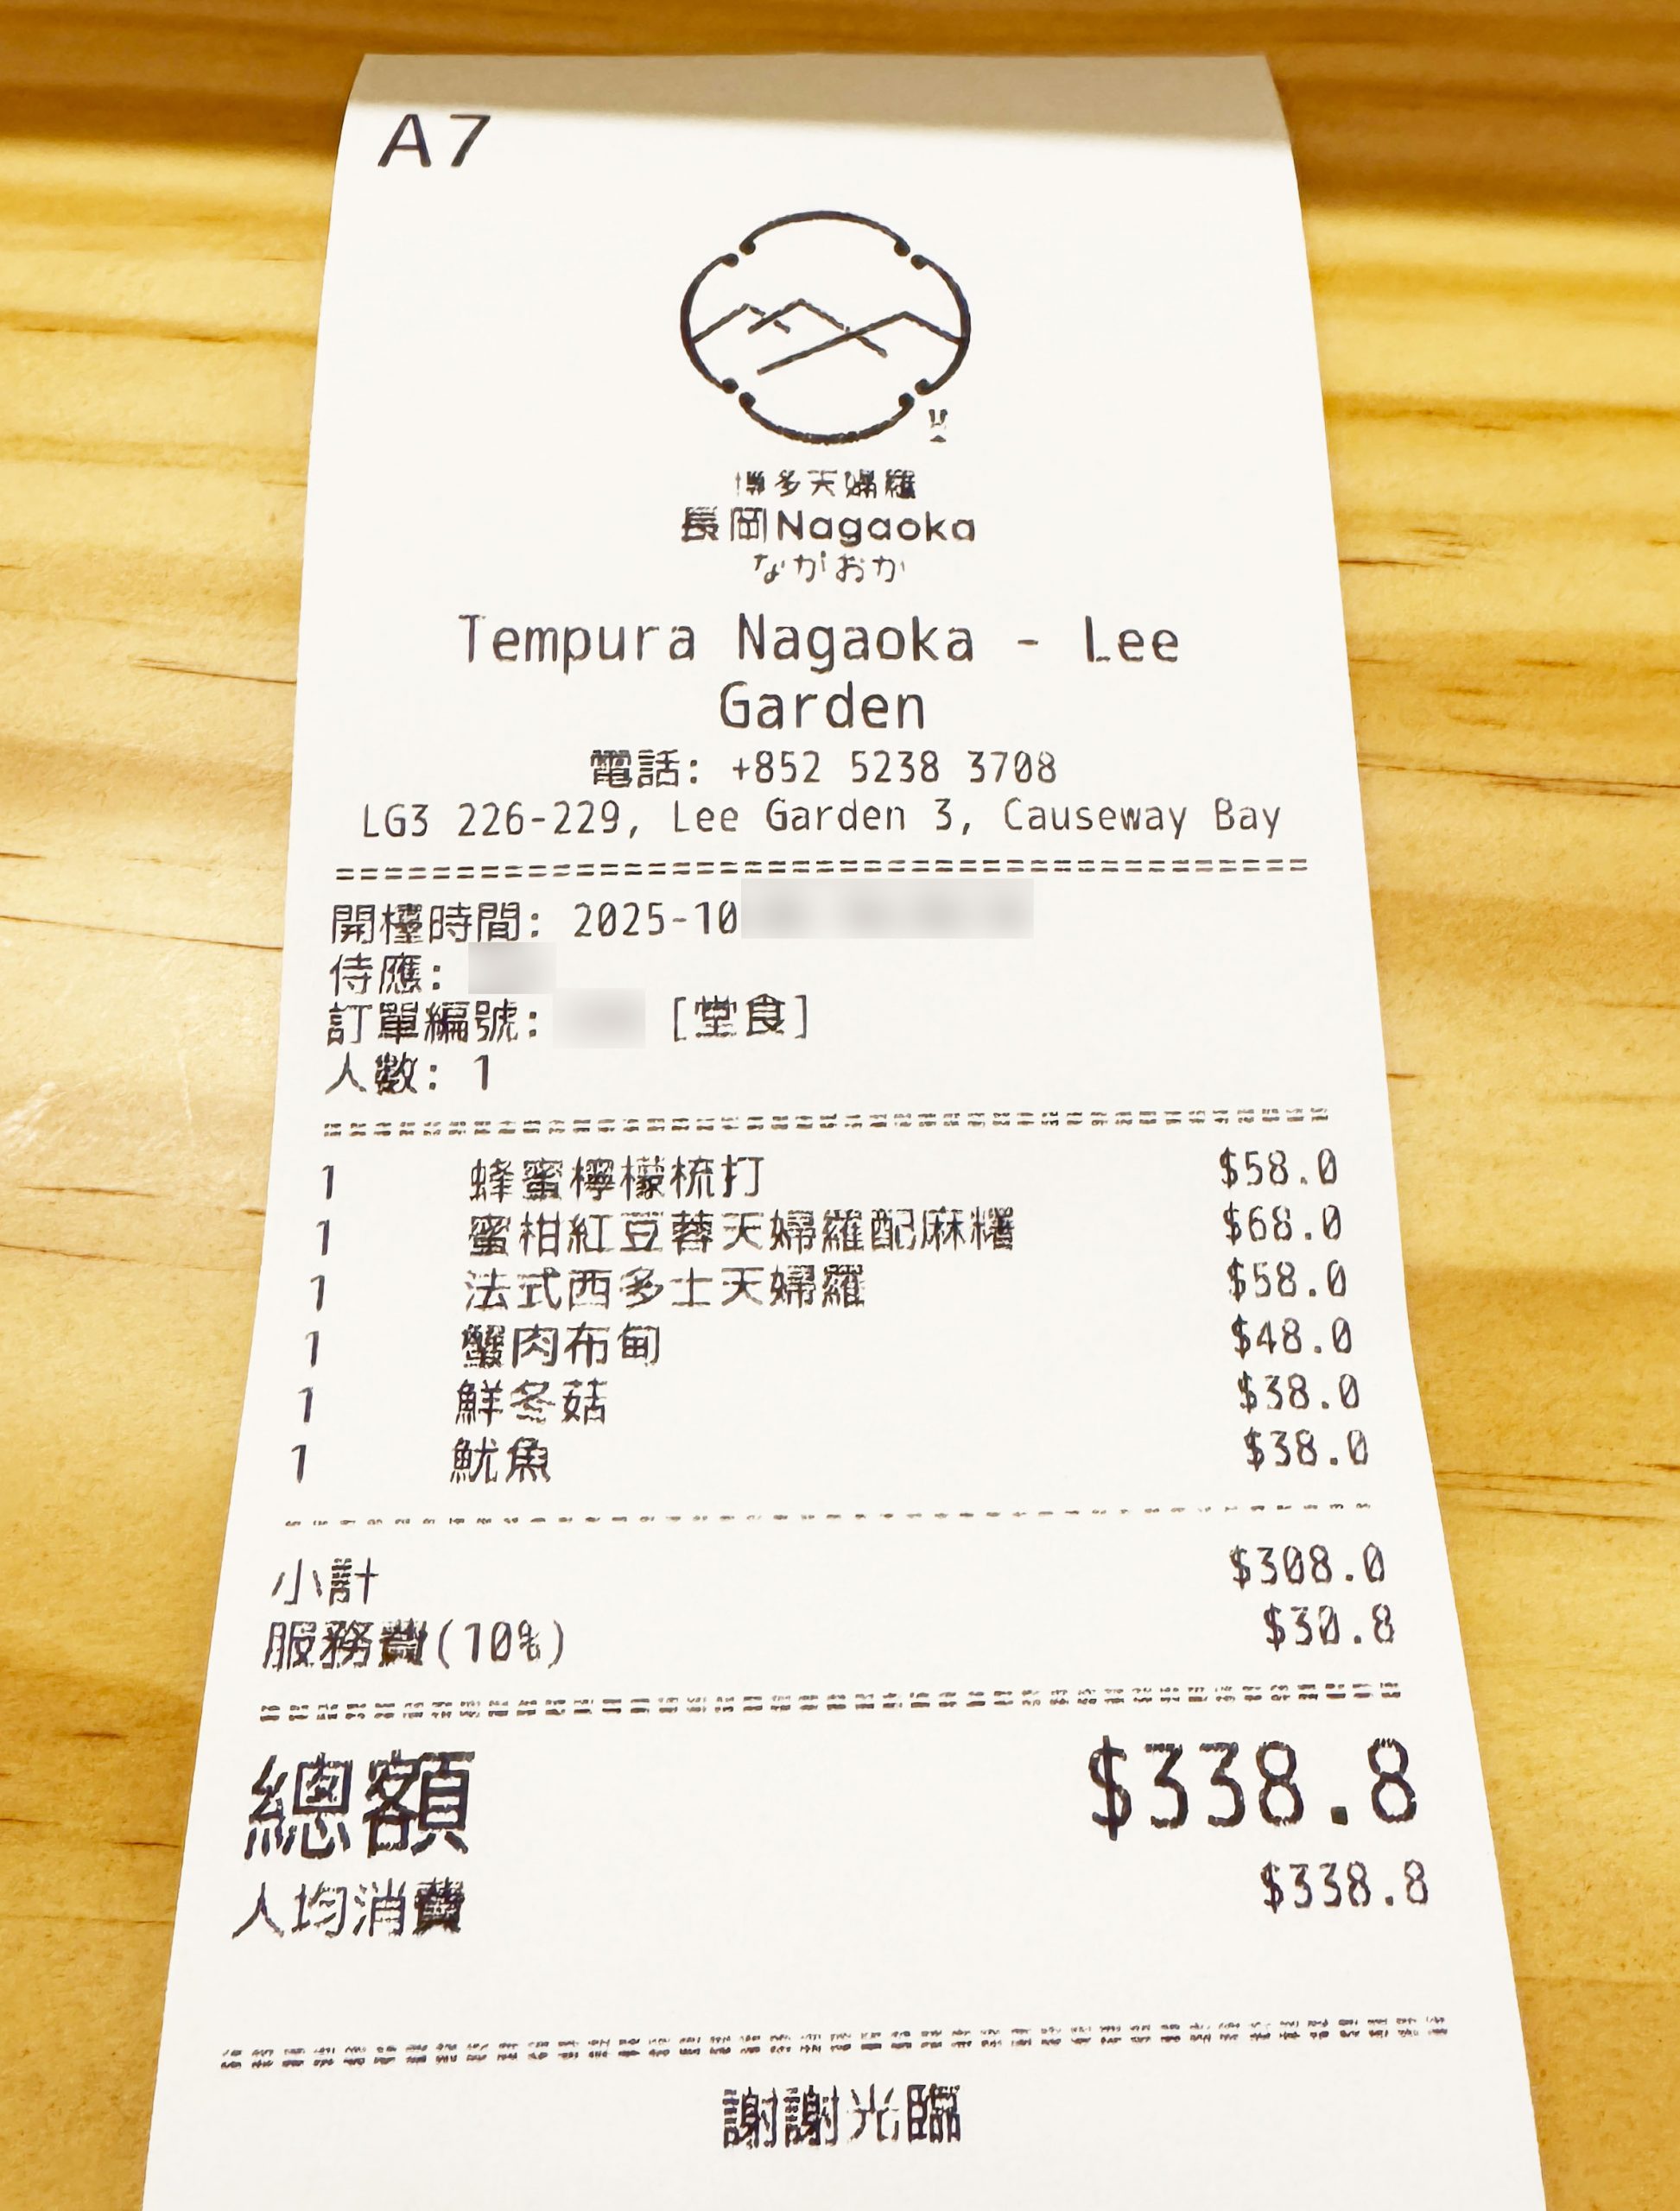 A7
博多天婦羅
長岡Nagaoka
ながおか
Tempura Nagaoka - Lee
Garden
電話: +852 5238 3708
LG3 226-229, Lee Garden 3, Causeway Bay
開檯時間: 2025-10
侍應:
訂單編號: [堂食]
人數: 1
1 蜂蜜檸檬梳打 $58.0
1 蜜柑紅豆蓉天婦羅配麻糬 $68.0
1 法式西多士天婦羅 $58.0
1 蟹肉布甸 $48.0
1 鮮冬菇 $38.0
1 魷魚 $38.0
小計 $308.0
服務費(10%) $30.8
總額 $338.8
人均消費 $338.8
謝謝光臨